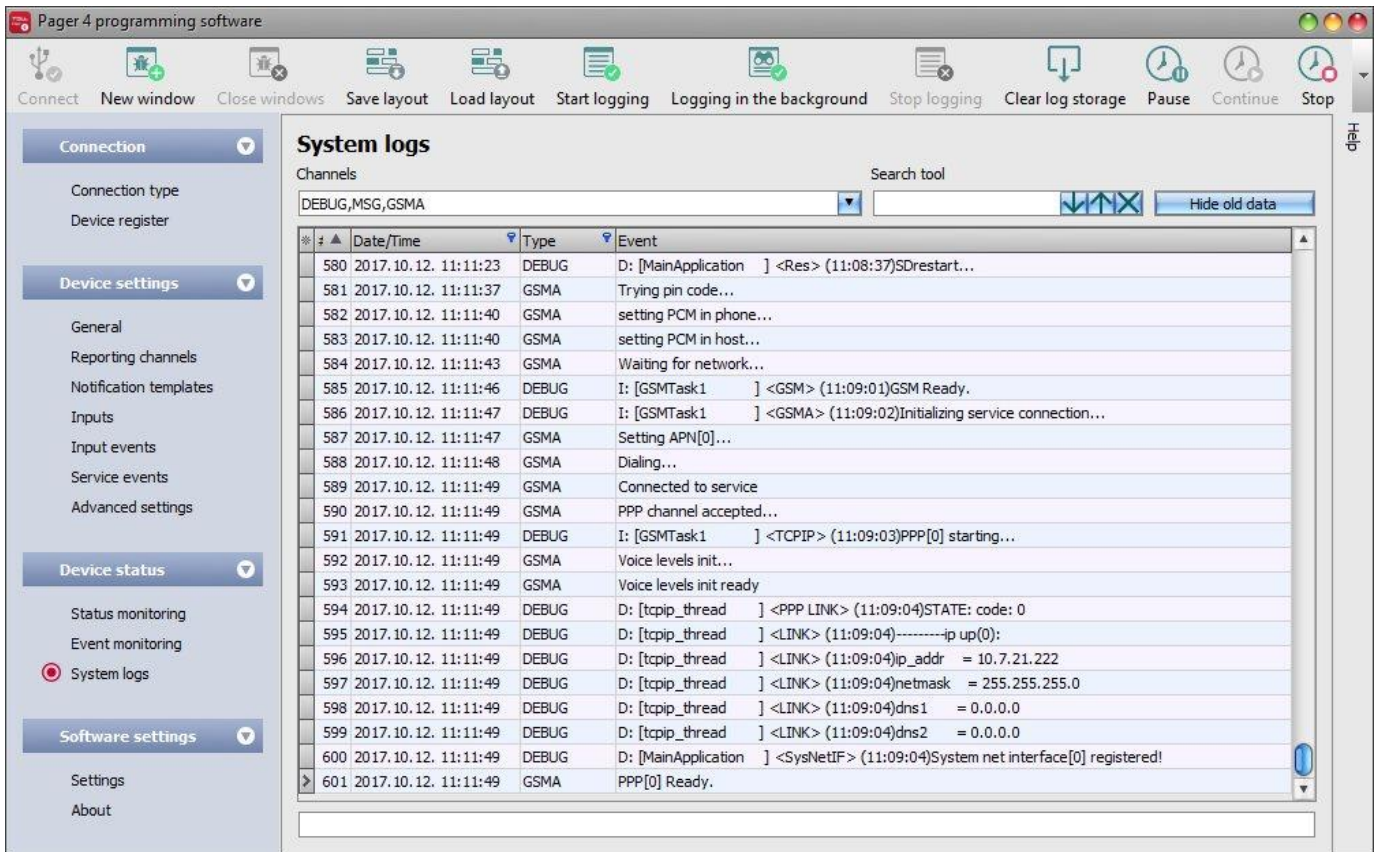 Pager 4 programming software
Connect New window Close windows Save layout Load layout Start logging Logging in the background Stop logging Clear log storage Pause Continue Stop
Help
Connection
Connection type
Device register
Device settings
General
Reporting channels
Notification templates
Inputs
Input events
Service events
Advanced settings
Device status
Status monitoring
Event monitoring
System logs
Software settings
Settings
About
System logs
Channels Search tool
DEBUG,MSG,GSMA Hide old data
Date/Time Type Event
580 2017.10.12. 11:11:23 DEBUG D: [MainApplication ] <Res> (11:08:37)SDrestart...
581 2017.10.12. 11:11:37 GSMA Trying pin code...
582 2017.10.12. 11:11:40 GSMA setting PCM in phone...
583 2017.10.12. 11:11:40 GSMA setting PCM in host...
584 2017.10.12. 11:11:43 GSMA Waiting for network...
585 2017.10.12. 11:11:46 DEBUG I: [GSMTask1 ] <GSM> (11:09:01)GSM Ready.
586 2017.10.12. 11:11:47 DEBUG I: [GSMTask1 ] <GSMA> (11:09:02)Initializing service connection...
587 2017.10.12. 11:11:47 GSMA Setting APN[0]...
588 2017.10.12. 11:11:48 GSMA Dialing...
589 2017.10.12. 11:11:49 GSMA Connected to service
590 2017.10.12. 11:11:49 GSMA PPP channel accepted...
591 2017.10.12. 11:11:49 DEBUG I: [GSMTask1 ] <TCPIP> (11:09:03)PPP[0] starting...
592 2017.10.12. 11:11:49 GSMA Voice levels init...
593 2017.10.12. 11:11:49 GSMA Voice levels init ready
594 2017.10.12. 11:11:49 DEBUG D: [tcpip_thread ] <PPP LINK> (11:09:04)STATE: code: 0
595 2017.10.12. 11:11:49 DEBUG D: [tcpip_thread ] <LINK> (11:09:04)---------ip up(0):
596 2017.10.12. 11:11:49 DEBUG D: [tcpip_thread ] <LINK> (11:09:04)ip_addr = 10.7.21.222
597 2017.10.12. 11:11:49 DEBUG D: [tcpip_thread ] <LINK> (11:09:04)netmask = 255.255.255.0
598 2017.10.12. 11:11:49 DEBUG D: [tcpip_thread ] <LINK> (11:09:04)dns1 = 0.0.0.0
599 2017.10.12. 11:11:49 DEBUG D: [tcpip_thread ] <LINK> (11:09:04)dns2 = 0.0.0.0
600 2017.10.12. 11:11:49 DEBUG D: [MainApplication ] <SysNetIF> (11:09:04)System net interface[0] registered!
601 2017.10.12. 11:11:49 GSMA PPP[0] Ready.